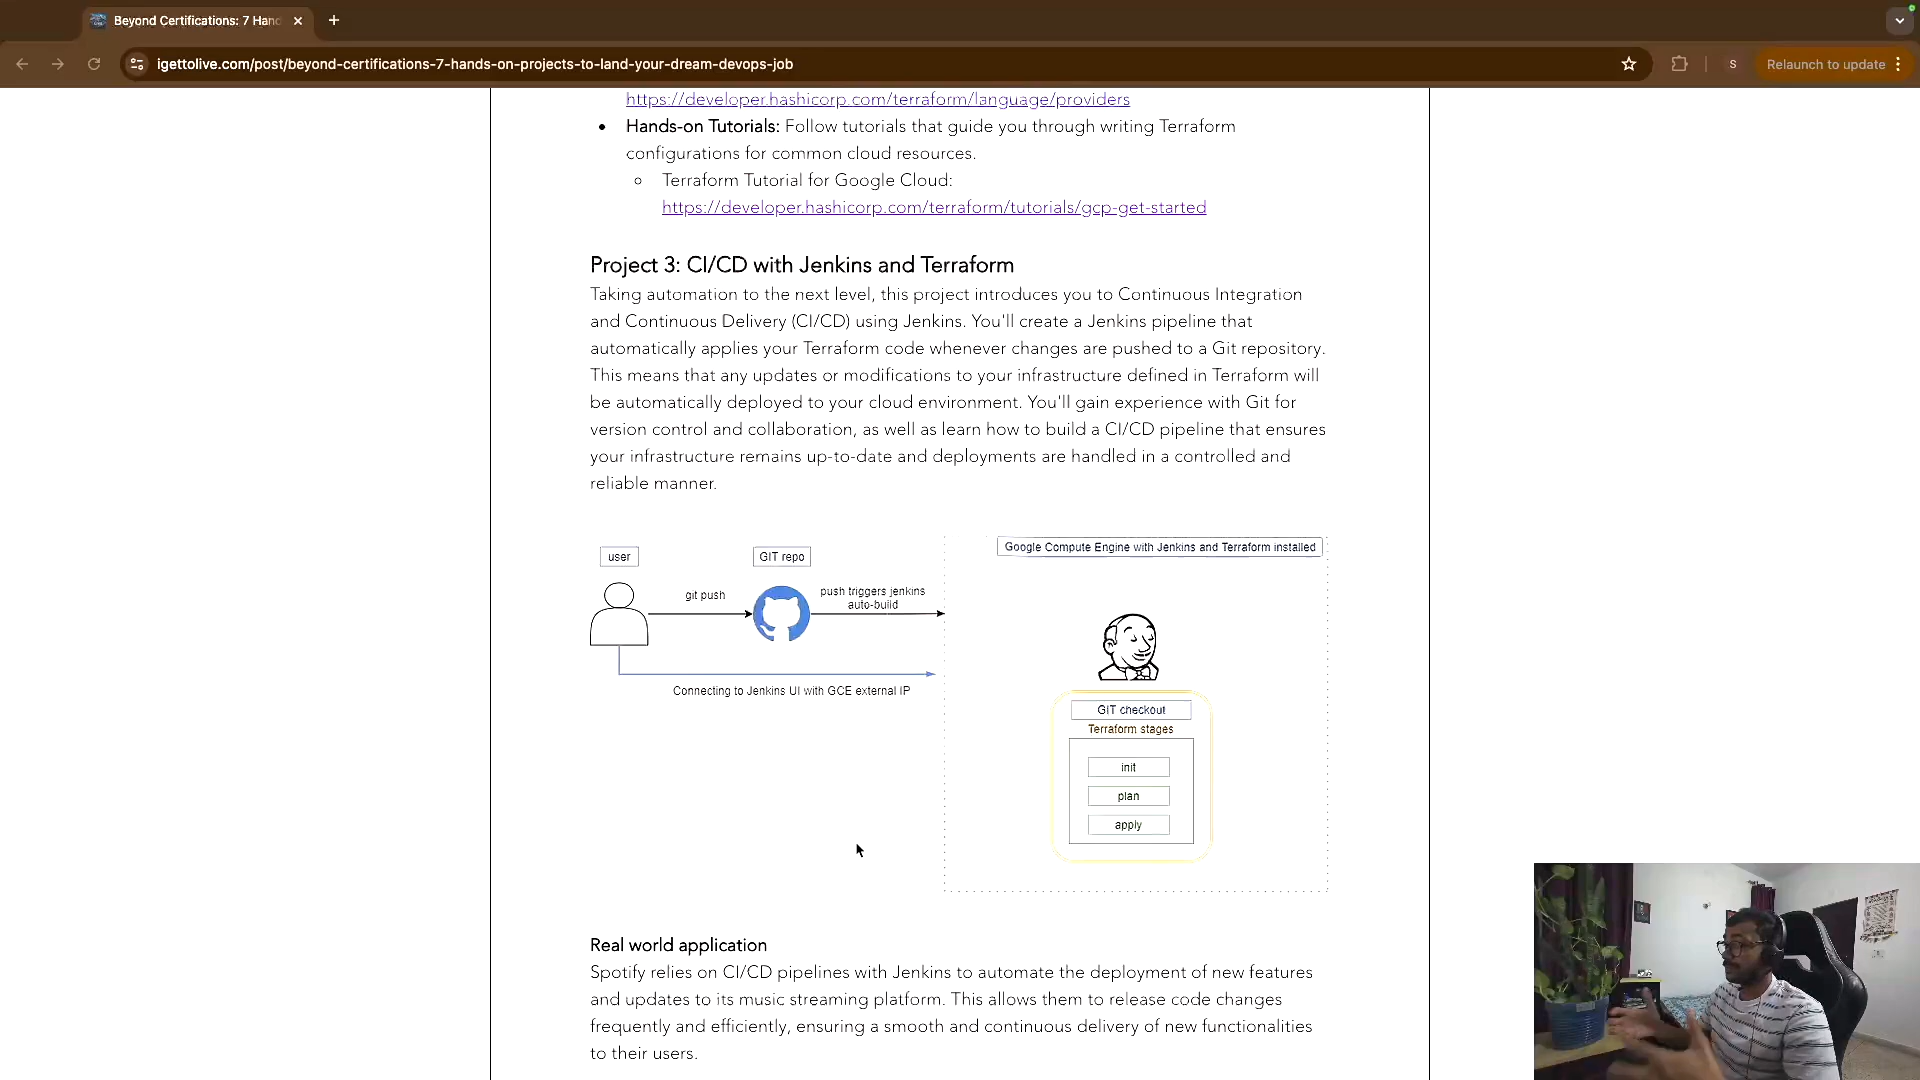 Beyond Certifications: 7 Hand
igettolive.com/post/beyond-certifications-7-hands-on-projects-to-land-your-dream-devops-job
S
Relaunch to update
https://developer.hashicorp.com/terraform/language/providers
Hands-on Tutorials: Follow tutorials that guide you through writing Terraform
configurations for common cloud resources.
Terraform Tutorial for Google Cloud:
https://developer.hashicorp.com/terraform/tutorials/gcp-get-started
Project 3: CI/CD with Jenkins and Terraform
Taking automation to the next level, this project introduces you to Continuous Integration
and Continuous Delivery (CI/CD) using Jenkins. You'll create a Jenkins pipeline that
automatically applies your Terraform code whenever changes are pushed to a Git repository.
This means that any updates or modifications to your infrastructure defined in Terraform will
be automatically deployed to your cloud environment. You'll gain experience with Git for
version control and collaboration, as well as learn how to build a CI/CD pipeline that ensures
your infrastructure remains up-to-date and deployments are handled in a controlled and
reliable manner.
Google Compute Engine with Jenkins and Terraform installed
user
GIT repo
git push
push triggers jenkins
auto-build
Connecting to Jenkins UI with GCE external IP
GIT checkout
Terraform stages
init
plan
apply
Real world application
Spotify relies on CI/CD pipelines with Jenkins to automate the deployment of new features
and updates to its music streaming platform. This allows them to release code changes
frequently and efficiently, ensuring a smooth and continuous delivery of new functionalities
to their users.